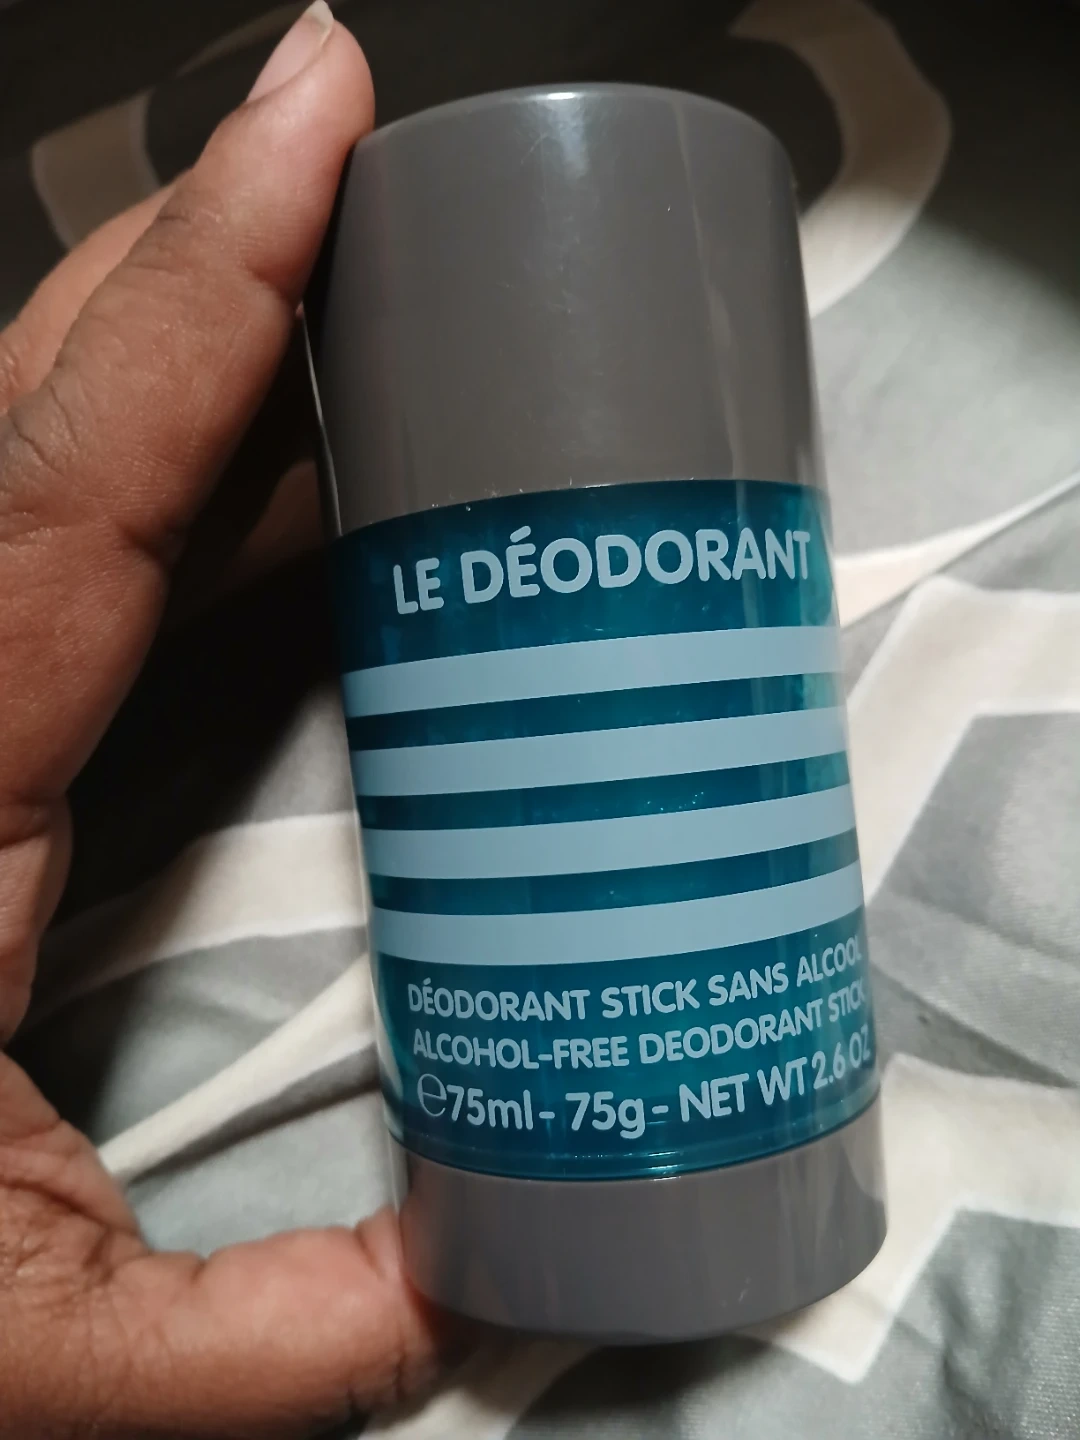 LE DÉODORANT
DÉODORANT STICK SANS ALCOOL
ALCOHOL-FREE DEODORANT STICK
℮75ml - 75g - NET WT 2.6 OZ